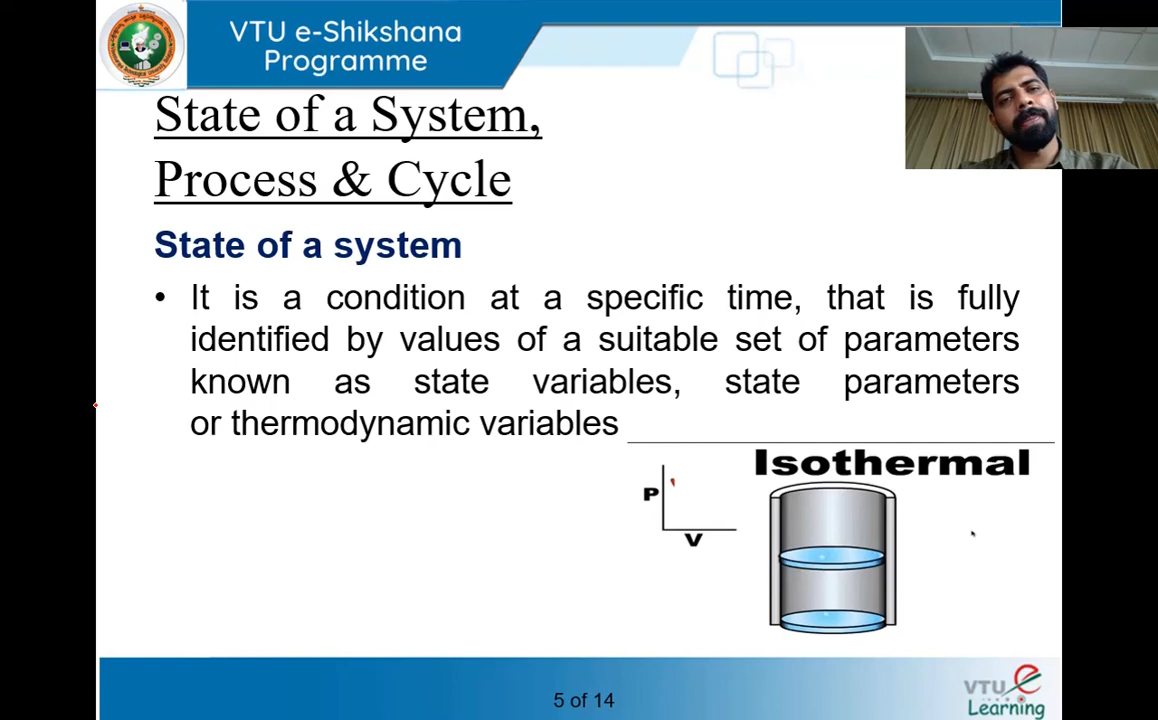 VTU e-Shikshana
Programme
State of a System,
Process & Cycle
State of a system
• It is a condition at a specific time, that is fully
identified by values of a suitable set of parameters
known as state variables, state parameters
or thermodynamic variables
Isothermal
P
V
5 of 14
VTU e
Learning